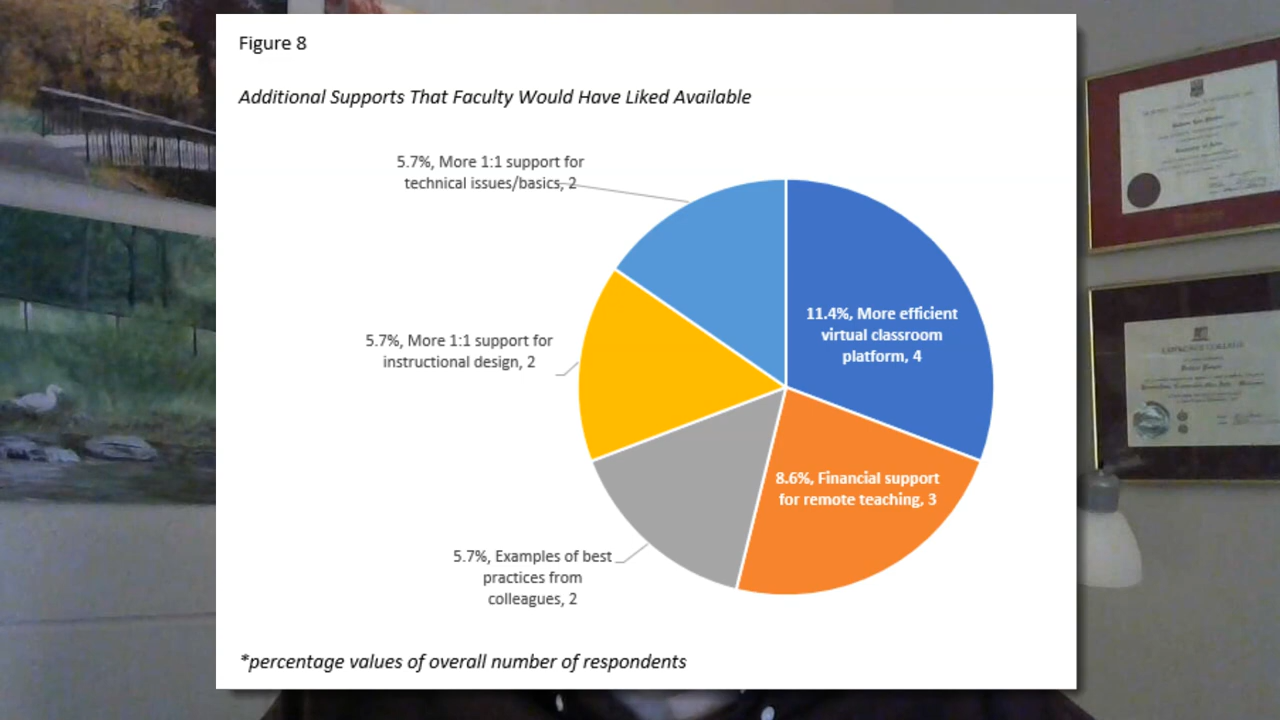 Figure 8
Additional Supports That Faculty Would Have Liked Available
5.7%, More 1:1 support for
technical issues/basics, 2
11.4%, More efficient
virtual classroom
platform, 4
5.7%, More 1:1 support for
instructional design, 2
8.6%, Financial support
for remote teaching, 3
5.7%, Examples of best
practices from
colleagues, 2
*percentage values of overall number of respondents